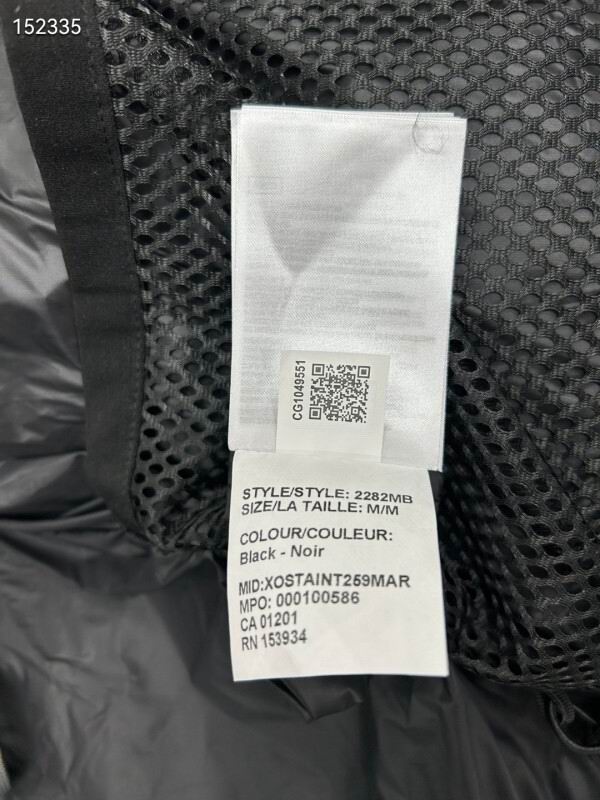 152335
CG1049551
STYLE/STYLE: 2282MB
SIZE/LA TAILLE: M/M
COLOUR/COULEUR:
Black - Noir
MID:XOSTAINT259MAR
MPO: 000100586
CA 01201
RN 153934